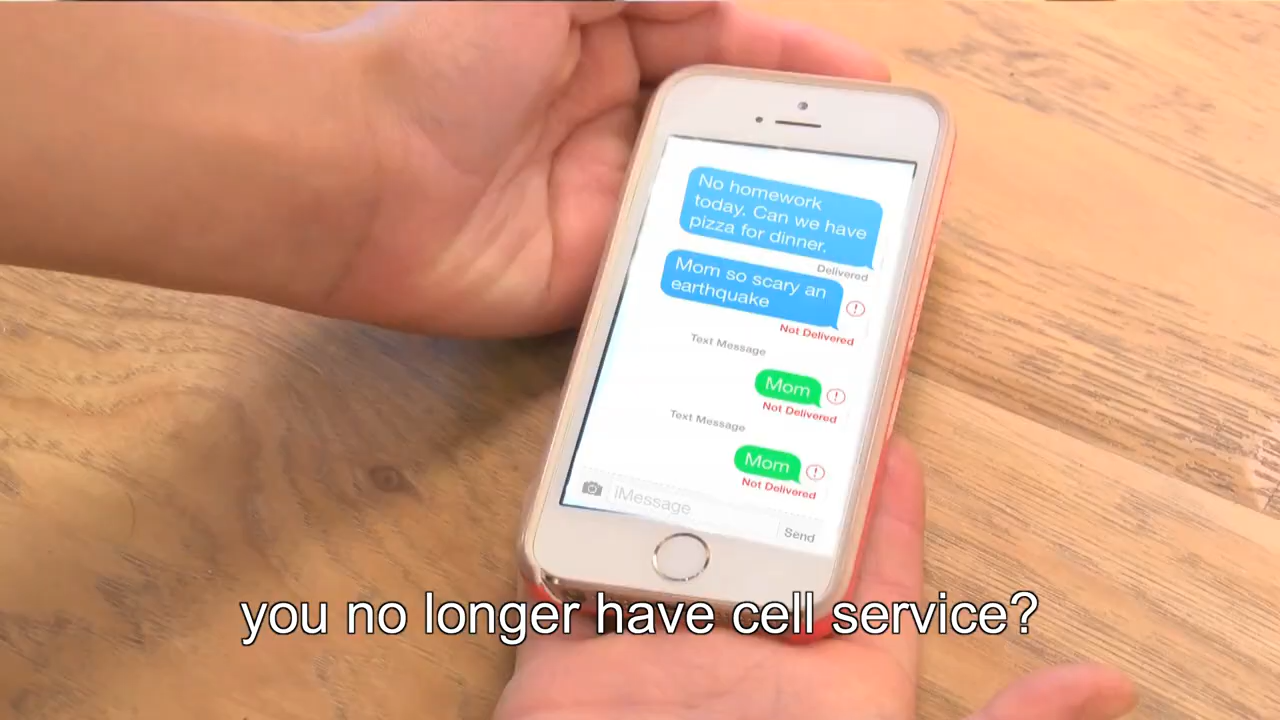 No homework
today. Can we have
pizza for dinner.
Delivered
Mom so scary an
earthquake
Not Delivered
Text Message
Mom
Not Delivered
Text Message
Mom
Not Delivered
iMessage
Send
you no longer have cell service?